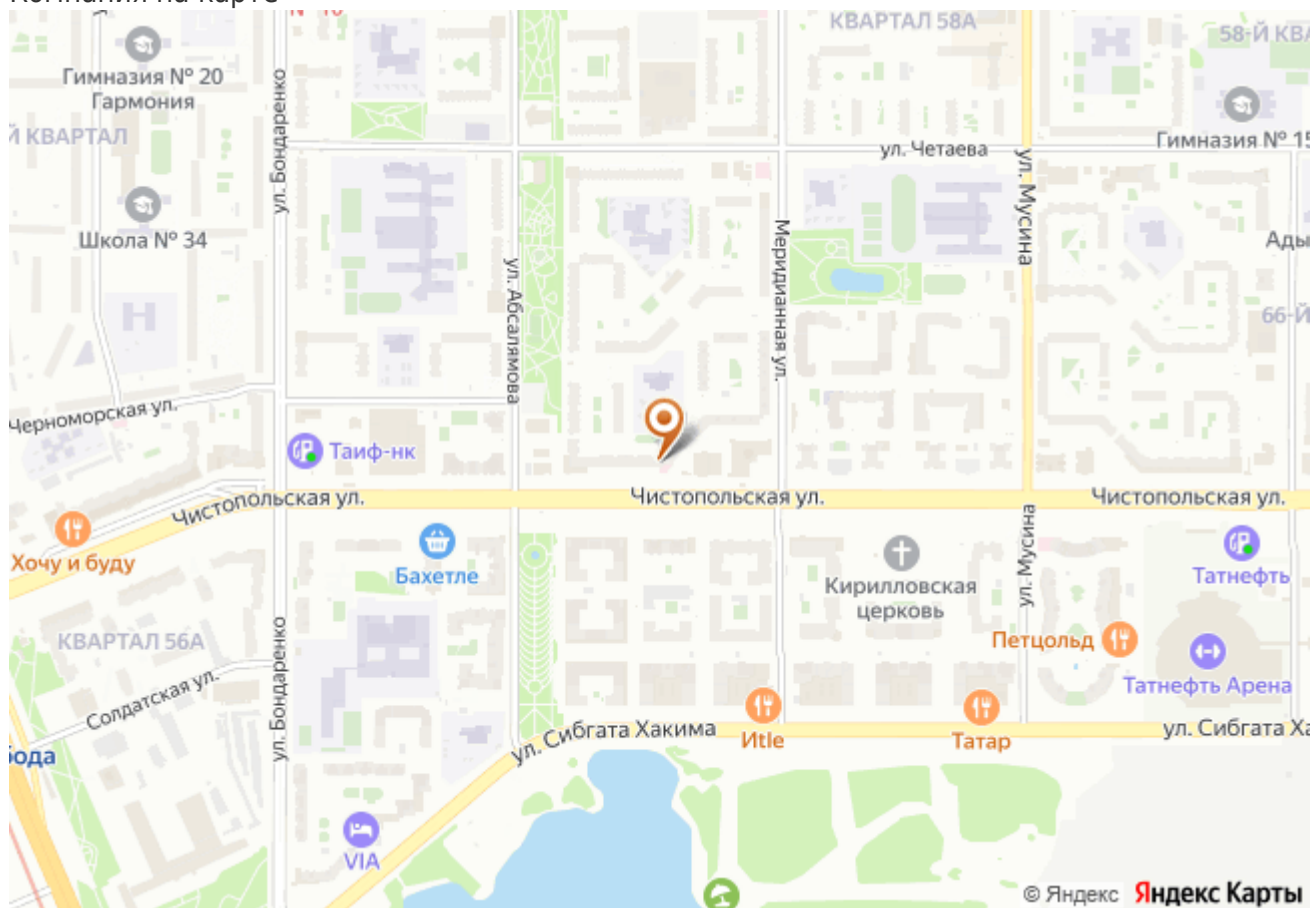 КВАРТАЛ 58А
58-Й КВА
Гимназия № 20
Гармония
Й КВАРТАЛ
ул. Бондаренко
ул. Четаева
ул. Мусина
Гимназия № 15
Школа № 34
ул. Абсалямова
Меридианная ул.
Ады
66-Й
Черноморская ул.
Таиф-нк
Чистопольская ул.
Чистопольская ул.
Чистопольская ул.
Хочу и буду
Бахетле
Кирилловская
церковь
ул. Мусина
Татнефть
КВАРТАЛ 56А
ул. Бондаренко
Петцольд
Солдатская ул.
Татнефть Арена
бода
ул. Сибгата Хакима
Иtle
Татар
ул. Сибгата Ха
VIA
© Яндекс Яндекс Карты